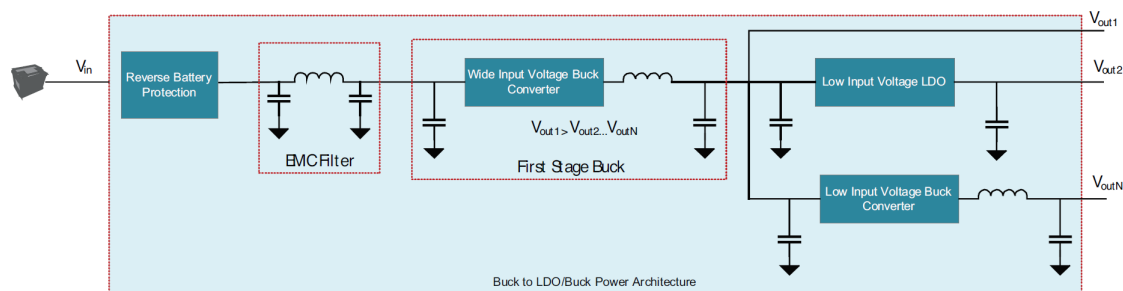 Vout1
Vin
Reverse Battery
Protection
Wide Input Voltage Buck
Converter
Low Input Voltage LDO
Vout2
Vout1> Vout2...VoutN
EMC Filter
First Stage Buck
Low Input Voltage Buck
Converter
VoutN
Buck to LDO/Buck Power Architecture